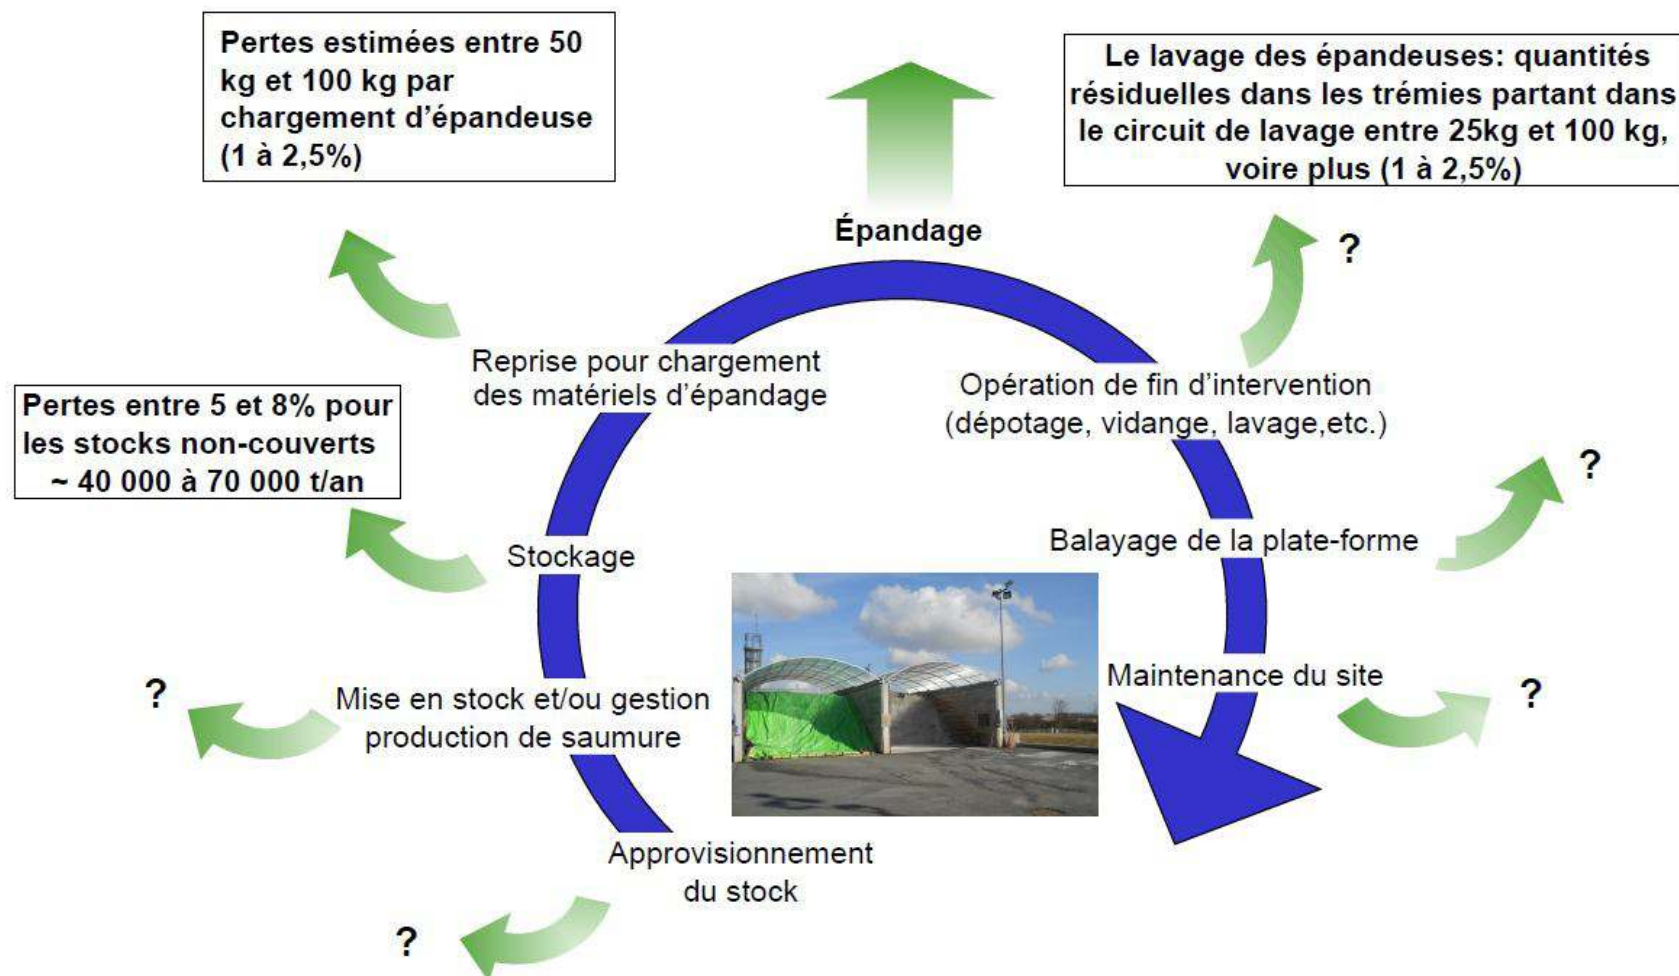 Pertes estimées entre 50
kg et 100 kg par
chargement d'épandeuse
(1 à 2,5%)
Le lavage des épandeuses: quantités
résiduelles dans les trémies partant dans
le circuit de lavage entre 25kg et 100 kg,
voire plus (1 à 2,5%)
Épandage
?
Reprise pour chargement
des matériels d'épandage
Opération de fin d'intervention
(dépotage, vidange, lavage,etc.)
Pertes entre 5 et 8% pour
les stocks non-couverts
~ 40 000 à 70 000 t/an
?
Stockage
Balayage de la plate-forme
Maintenance du site
?
?
Mise en stock et/ou gestion
production de saumure
Approvisionnement
du stock
?